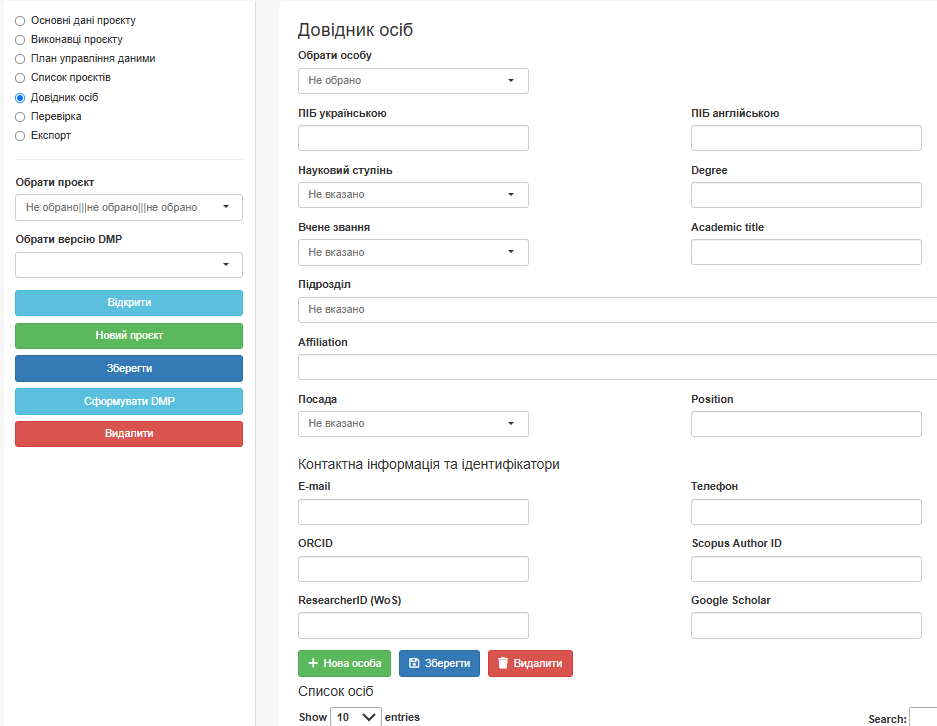 Основні дані проєкту
Виконавці проєкту
План управління даними
Список проєктів
Довідник осіб
Перевірка
Експорт
Обрати проєкт
Не обрано|||не обрано|||не обрано
Обрати версію DMP
Відкрити
Новий проєкт
Зберегти
Сформувати DMP
Видалити
Довідник осіб
Обрати особу
Не обрано
ПІБ українською
ПІБ англійською
Науковий ступінь
Degree
Не вказано
Вчене звання
Academic title
Не вказано
Підрозділ
Не вказано
Affiliation
Посада
Position
Не вказано
Контактна інформація та ідентифікатори
E-mail
Телефон
ORCID
Scopus Author ID
ResearcherID (WoS)
Google Scholar
Нова особа
Зберегти
Видалити
Список осіб
Show 10 entries
Search: